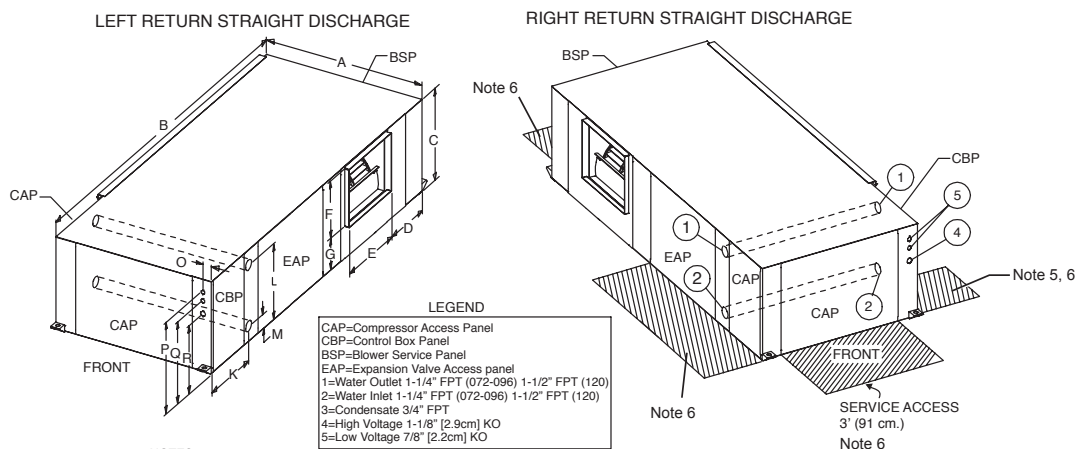 LEFT RETURN STRAIGHT DISCHARGE
RIGHT RETURN STRAIGHT DISCHARGE
A
BSP
B
C
CAP
F
D
E
G
O
EAP
CBP
L
M
CAP
P
Q
R
K
FRONT
BSP
Note 6
CBP
1
5
4
1
EAP
CAP
2
2
CAP
Note 5, 6
FRONT
Note 6
SERVICE ACCESS
3' (91 cm.)
Note 6
LEGEND
CAP=Compressor Access Panel
CBP=Control Box Panel
BSP=Blower Service Panel
EAP=Expansion Valve Access panel
1=Water Outlet 1-1/4" FPT (072-096) 1-1/2" FPT (120)
2=Water Inlet 1-1/4" FPT (072-096) 1-1/2" FPT (120)
3=Condensate 3/4" FPT
4=High Voltage 1-1/8" [2.9cm] KO
5=Low Voltage 7/8" [2.2cm] KO